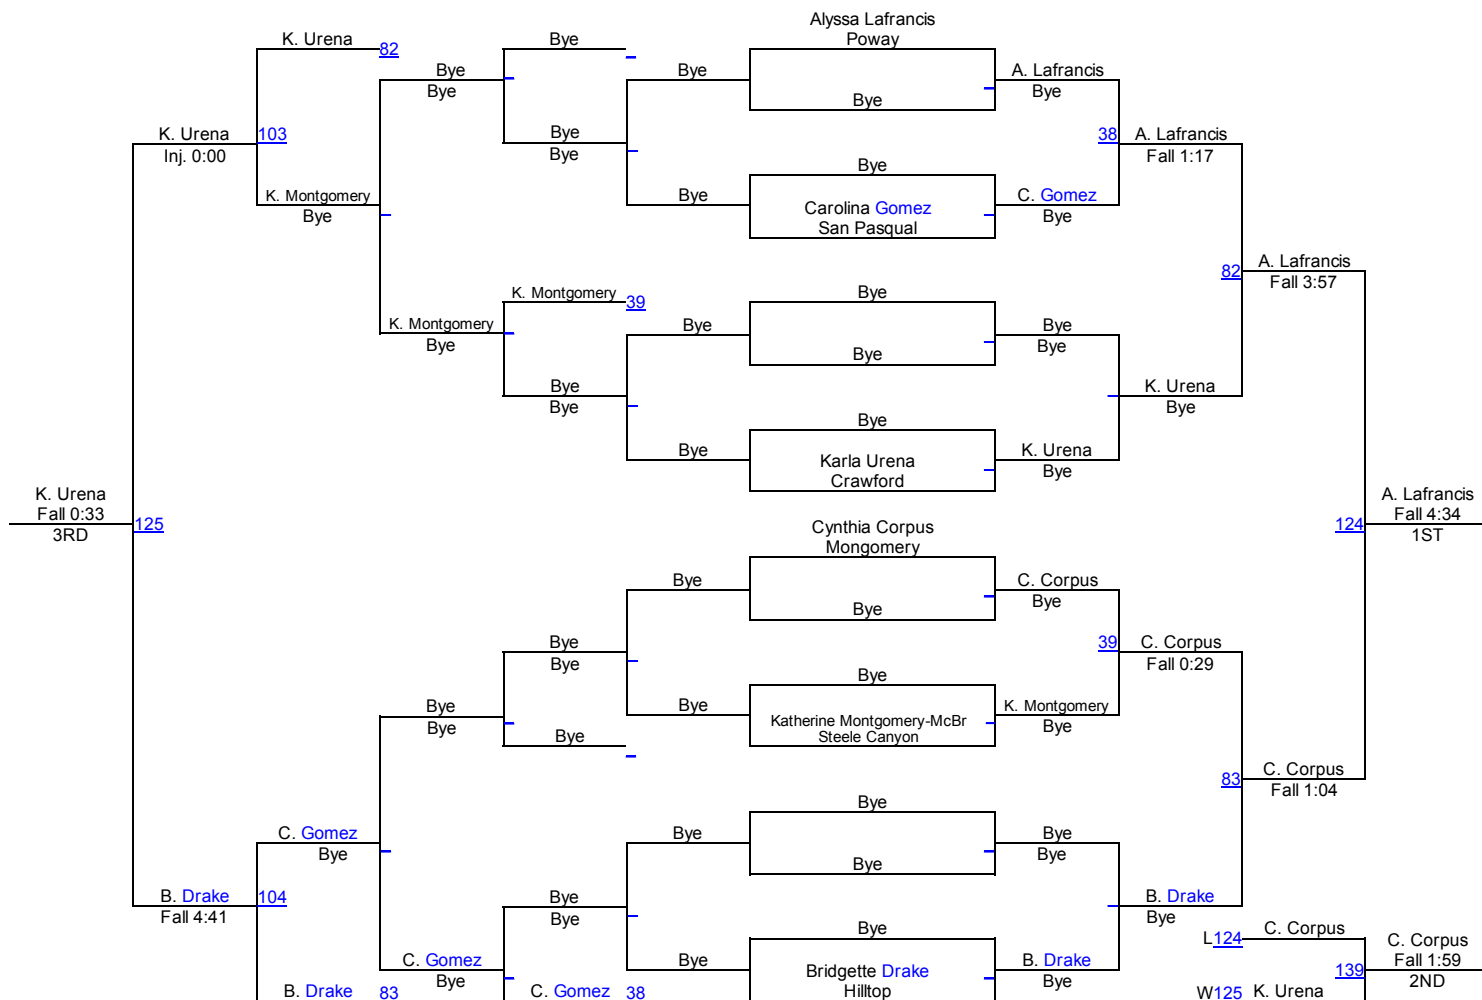 Alyssa Lafrancis
K. Urena
82
Bye
Poway
Bye
Bye
Bye
A. Lafrancis
Bye
Bye
K. Urena
103
Bye
38
A. Lafrancis
Inj. 0:00
Bye
Fall 1:17
Bye
K. Montgomery
Bye
Carolina Gomez
C. Gomez
Bye
San Pasqual
Bye
A. Lafrancis
82
Fall 3:57
K. Montgomery
39
Bye
K. Montgomery
Bye
Bye
Bye
Bye
Bye
Bye
K. Urena
Bye
Bye
Bye
Bye
Karla Urena
K. Urena
Crawford
Bye
K. Urena
A. Lafrancis
Fall 0:33
Fall 4:34
125
124
3RD
1ST
Cynthia Corpus
Mongomery
Bye
C. Corpus
Bye
Bye
Bye
39
C. Corpus
Bye
Fall 0:29
Bye
Bye
Bye
Bye
Katherine Montgomery-McBr
K. Montgomery
Steele Canyon
Bye
Bye
C. Corpus
83
Fall 1:04
Bye
C. Gomez
Bye
Bye
Bye
Bye
Bye
B. Drake
104
Bye
B. Drake
Fall 4:41
Bye
Bye
Bye
L124
C. Corpus
C. Corpus
C. Gomez
Bye
Bridgette Drake
B. Drake
Fall 1:59
Bye
Hilltop
Bye
139
2ND
B. Drake
83
C. Gomez
38
W125
K. Urena